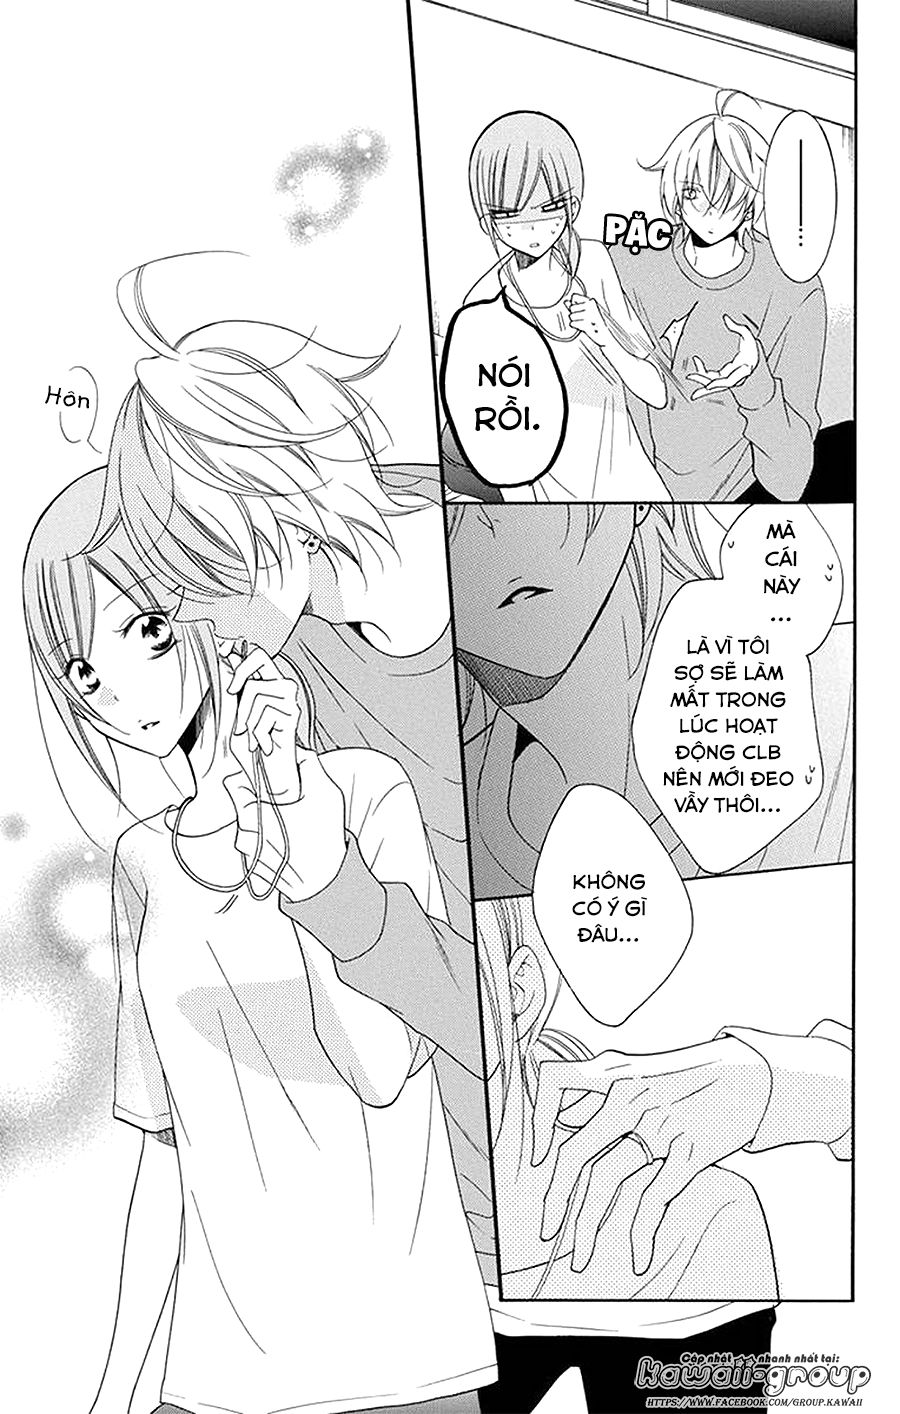 ―――…
PẶC
NÓI
RỒI.
MÀ
CÁI
NÀY
...
LÀ VÌ TÔI
SỢ SẼ LÀM
MẤT TRONG
LÚC HOẠT
ĐỘNG CLB
NÊN MỚI ĐEO
VẦY THÔI...
KHÔNG
CÓ Ý GÌ
ĐÂU...
Hôn
Cập nhật nhanh nhất tại:
kawaii-group
HTTPS://WWW.FACEBOOK.COM/GROUP.KAWAII